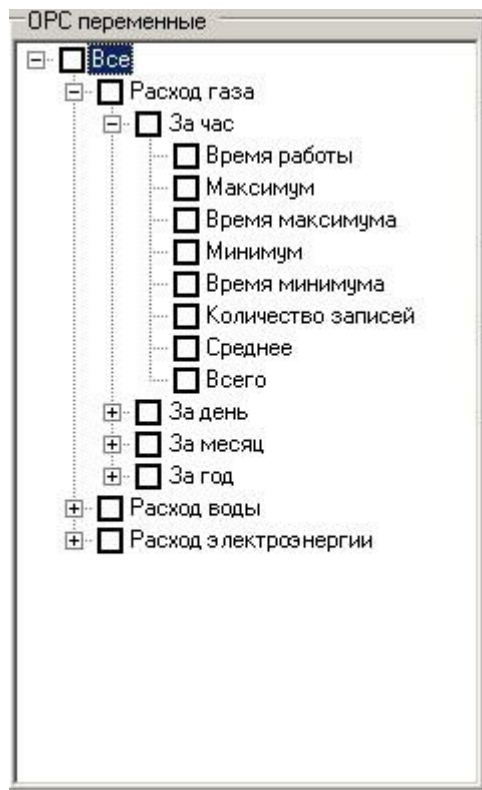 OPC переменные
Все
Расход газа
За час
Время работы
Максимум
Время максимума
Минимум
Время минимума
Количество записей
Среднее
Всего
За день
За месяц
За год
Расход воды
Расход электроэнергии